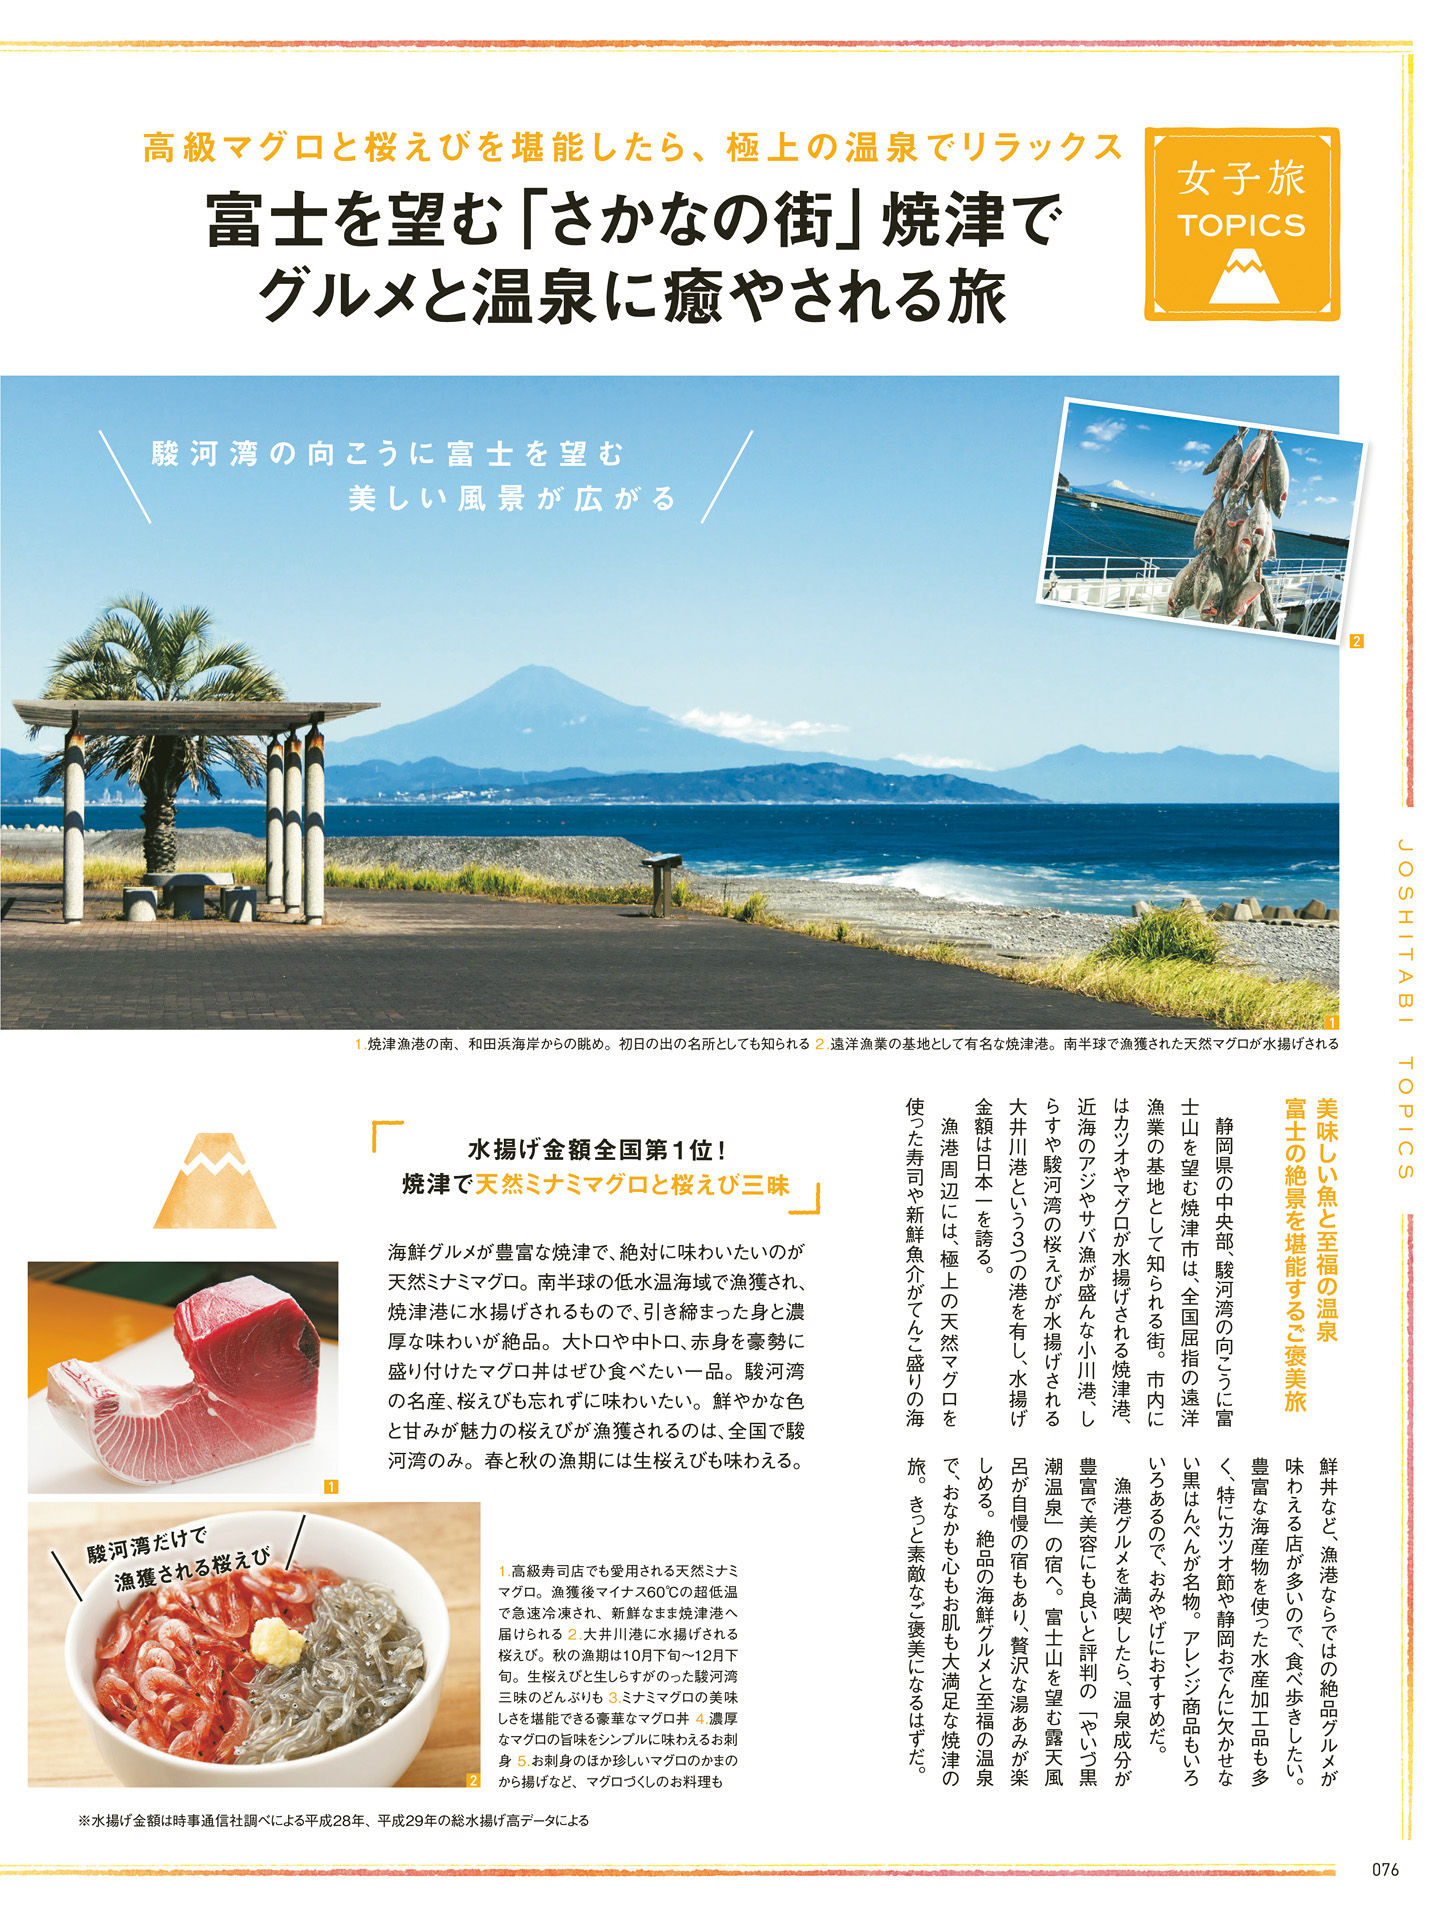 高級マグロと桜えびを堪能したら、極上の温泉でリラックス
富士を望む「さかなの街」焼津で
グルメと温泉に癒やされる旅
女子旅
TOPICS
駿河湾の向こうに富士を望む
美しい風景が広がる
2
1
1.焼津漁港の南、和田浜海岸からの眺め。初日の出の名所としても知られる 2.遠洋漁業の基地として有名な焼津港。南半球で漁獲された天然マグロが水揚げされる
JOSHITABI TOPICS
美味しい魚と至福の温泉
富士の絶景を堪能するご褒美旅
静岡県の中央部、駿河湾の向こうに富
士山を望む焼津市は、全国屈指の遠洋
漁業の基地として知られる街。市内に
はカツオやマグロが水揚げされる焼津港、
近海のアジやサバ漁が盛んな小川港、し
らすや駿河湾の桜えびが水揚げされる
大井川港という3つの港を有し、水揚げ
金額は日本一を誇る。
漁港周辺には、極上の天然マグロを
使った寿司や新鮮魚介がてんこ盛りの海
鮮丼など、漁港ならではの絶品グルメが
味わえる店が多いので、食べ歩きしたい。
豊富な海産物を使った水産加工品も多
く、特にカツオ節や静岡おでんに欠かせな
い黒はんぺんが名物。アレンジ商品もいろ
いろあるので、おみやげにおすすめだ。
漁港グルメを満喫したら、温泉成分が
豊富で美容にも良いと評判の「やいづ黒
潮温泉」の宿へ。富士山を望む露天風
呂が自慢の宿もあり、贅沢な湯あみが楽
しめる。絶品の海鮮グルメと至福の温泉
で、おなかも心もお肌も大満足な焼津の
旅。きっと素敵なご褒美になるはずだ。
水揚げ金額全国第1位!
焼津で天然ミナミマグロと桜えび三昧
海鮮グルメが豊富な焼津で、絶対に味わいたいのが
天然ミナミマグロ。南半球の低水温海域で漁獲され、
焼津港に水揚げされるもので、引き締まった身と濃
厚な味わいが絶品。大トロや中トロ、赤身を豪勢に
盛り付けたマグロ丼はぜひ食べたい一品。駿河湾
の名産、桜えびも忘れずに味わいたい。鮮やかな色
と甘みが魅力の桜えびが漁獲されるのは、全国で駿
河湾のみ。春と秋の漁期には生桜えびも味わえる。
1
駿河湾だけで
漁獲される桜えび
2
1.高級寿司店でも愛用される天然ミナミ
マグロ。漁獲後マイナス60℃の超低温
で急速冷凍され、新鮮なまま焼津港へ
届けられる 2.大井川港に水揚げされる
桜えび。秋の漁期は10月下旬〜12月下
旬。生桜えびと生しらすがのった駿河湾
三昧のどんぶりも 3.ミナミマグロの美味
しさを堪能できる豪華なマグロ丼 4.濃厚
なマグロの旨味をシンプルに味わえるお刺
身 5.お刺身のほか珍しいマグロのかまの
から揚げなど、マグロづくしのお料理も
※水揚げ金額は時事通信社調べによる平成28年、平成29年の総水揚げ高データによる
076